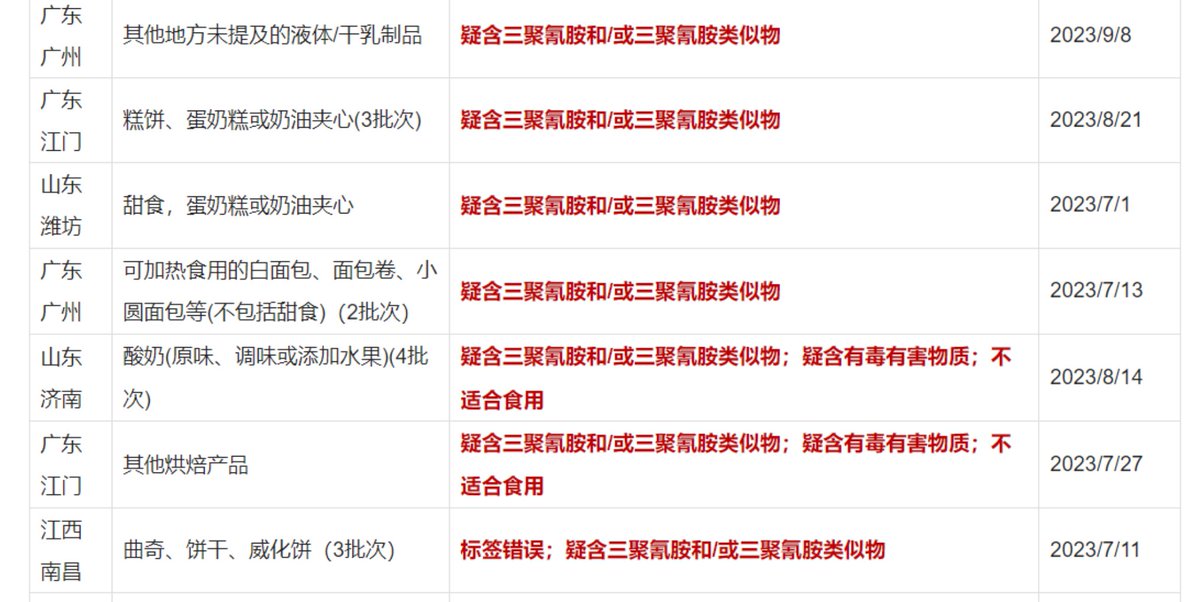 广东
广州
其他地方未提及的液体/干乳制品
疑含三聚氰胺和/或三聚氰胺类似物
2023/9/8
广东
江门
糕饼、蛋奶糕或奶油夹心(3批次)
疑含三聚氰胺和/或三聚氰胺类似物
2023/8/21
山东
潍坊
甜食，蛋奶糕或奶油夹心
疑含三聚氰胺和/或三聚氰胺类似物
2023/7/1
广东
广州
可加热食用的白面包、面包卷、小
圆面包等(不包括甜食)（2批次）
疑含三聚氰胺和/或三聚氰胺类似物
2023/7/13
山东
济南
酸奶(原味、调味或添加水果)(4批
次)
疑含三聚氰胺和/或三聚氰胺类似物；疑含有毒有害物质；不
适合食用
2023/8/14
广东
江门
其他烘焙产品
疑含三聚氰胺和/或三聚氰胺类似物；疑含有毒有害物质；不
适合食用
2023/7/27
江西
南昌
曲奇、饼干、威化饼（3批次）
标签错误；疑含三聚氰胺和/或三聚氰胺类似物
2023/7/11